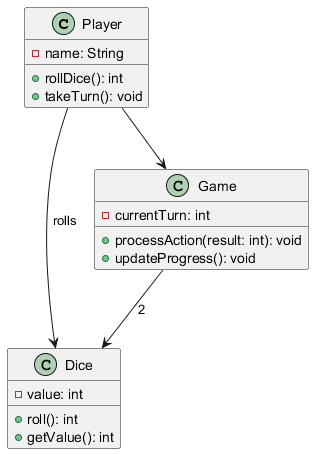 C Player
name: String
rollDice(): int
takeTurn(): void
rolls
C Game
currentTurn: int
processAction(result: int): void
updateProgress(): void
2
C Dice
value: int
roll(): int
getValue(): int